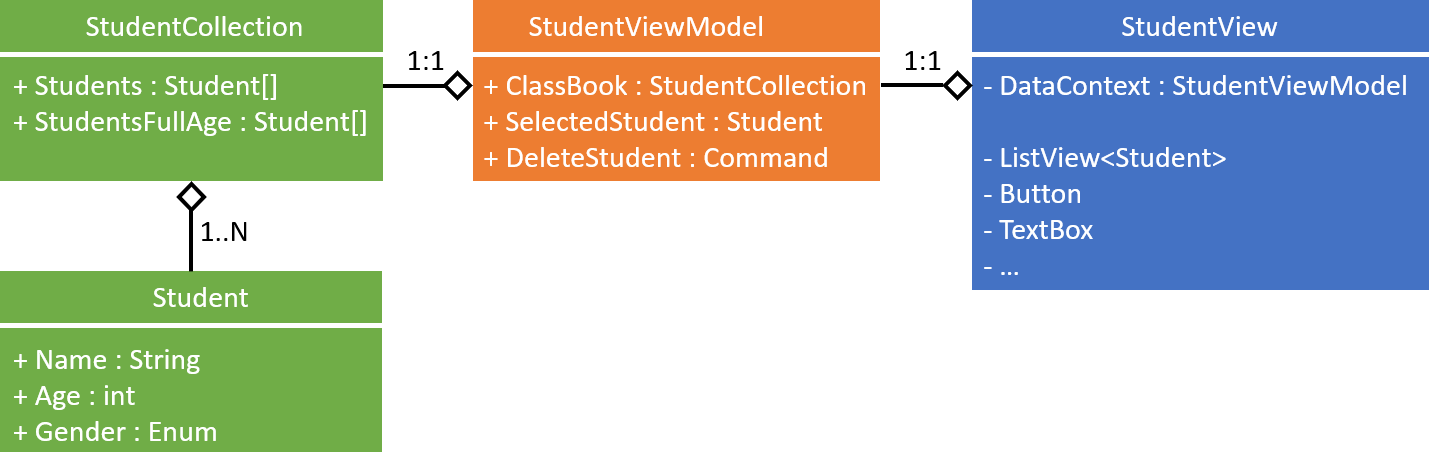 StudentCollection
+ Students : Student[]
+ StudentsFullAge : Student[]
1:1
StudentViewModel
+ ClassBook : StudentCollection
+ SelectedStudent : Student
+ DeleteStudent : Command
1:1
StudentView
- DataContext : StudentViewModel
- ListView<Student>
- Button
- TextBox
- ...
1..N
Student
+ Name : String
+ Age : int
+ Gender : Enum